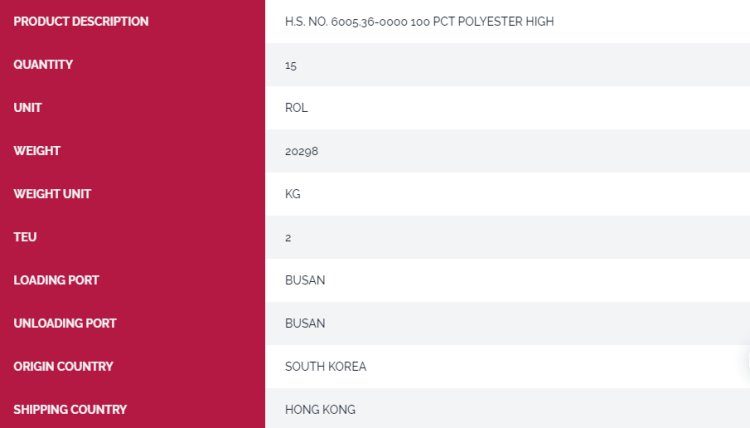 PRODUCT DESCRIPTION H.S. NO. 6005.36-0000 100 PCT POLYESTER HIGH
QUANTITY 15
UNIT ROL
WEIGHT 20298
WEIGHT UNIT KG
TEU 2
LOADING PORT BUSAN
UNLOADING PORT BUSAN
ORIGIN COUNTRY SOUTH KOREA
SHIPPING COUNTRY HONG KONG